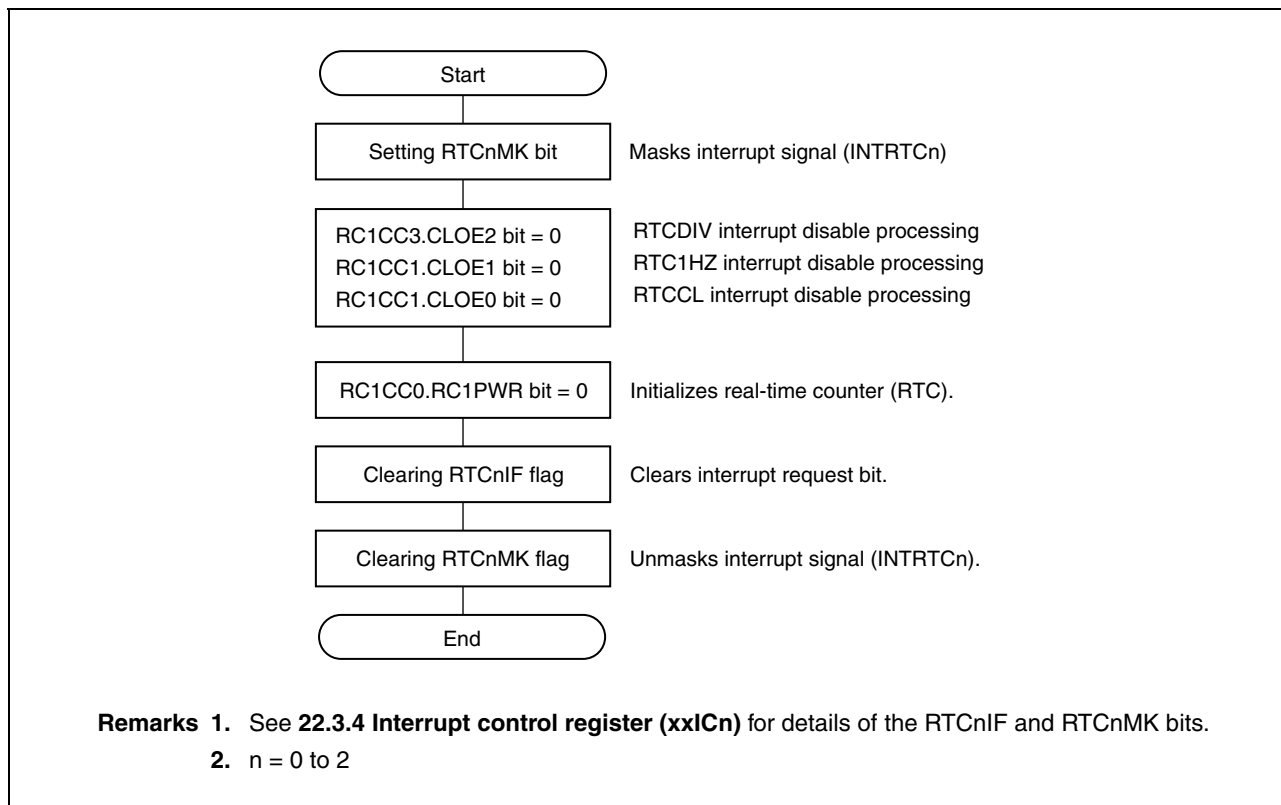 Start
Setting RTCnMK bit
Masks interrupt signal (INTRTCn)
RC1CC3.CLOE2 bit = 0
RTCDIV interrupt disable processing
RC1CC1.CLOE1 bit = 0
RTC1HZ interrupt disable processing
RC1CC1.CLOE0 bit = 0
RTCCL interrupt disable processing
RC1CC0.RC1PWR bit = 0
Initializes real-time counter (RTC).
Clearing RTCnIF flag
Clears interrupt request bit.
Clearing RTCnMK flag
Unmasks interrupt signal (INTRTCn).
End
Remarks 1. See 22.3.4 Interrupt control register (xxICn) for details of the RTCnIF and RTCnMK bits.
2. n = 0 to 2